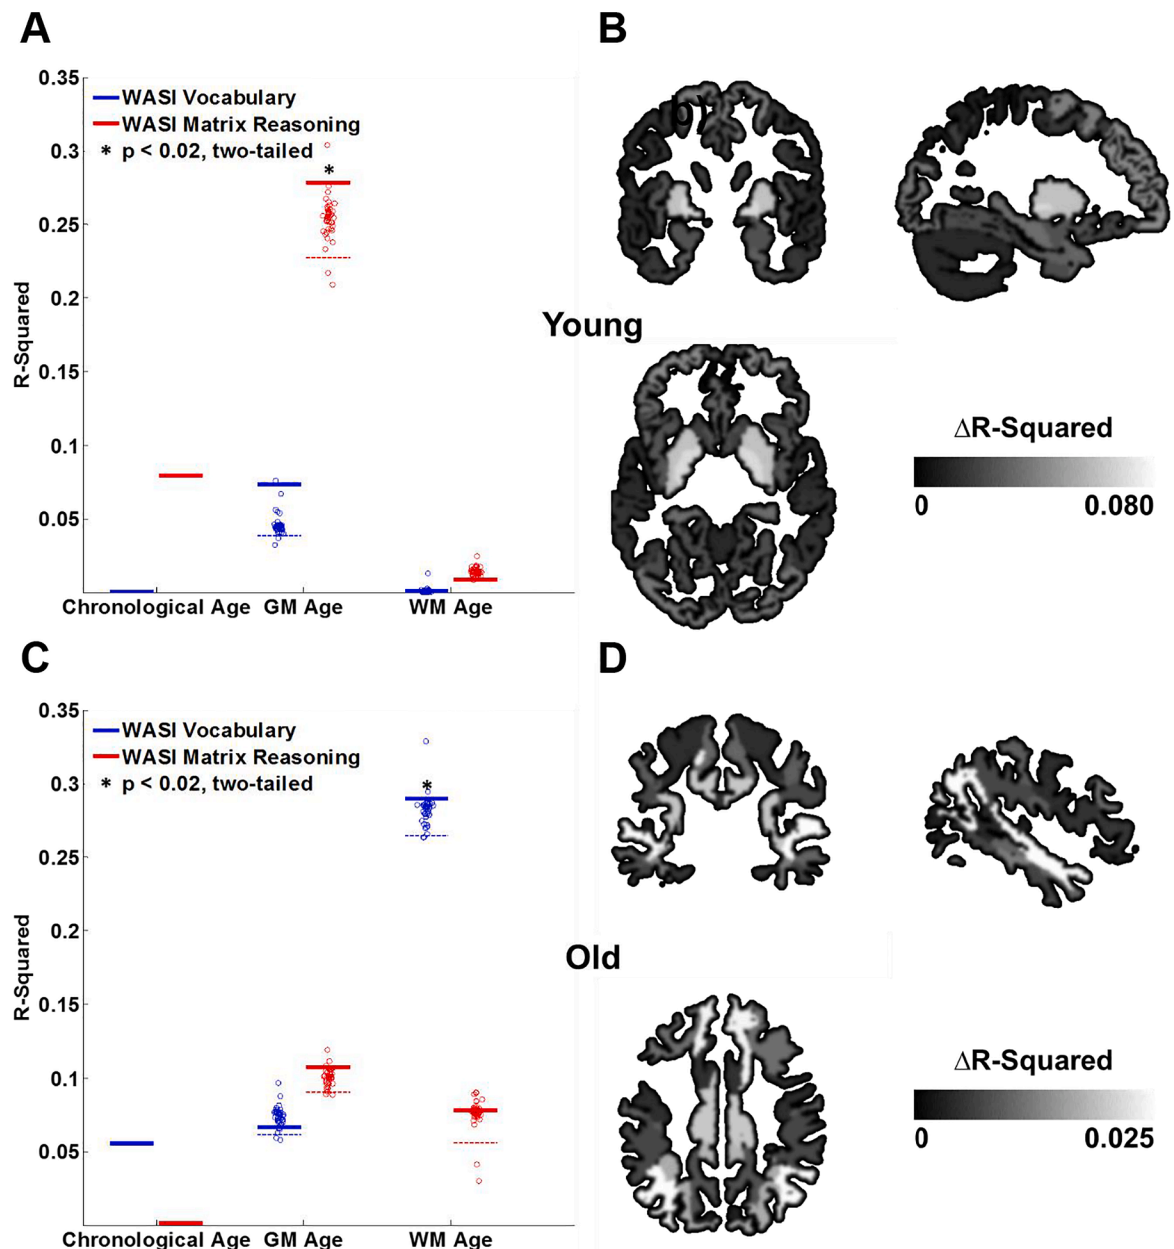 A
B
0.35
WASI Vocabulary
WASI Matrix Reasoning
* p < 0.02, two-tailed
*
0.3
0.25
0.2
0.15
0.1
0.05
R-Squared
Chronological Age GM Age WM Age
b)
Young
ΔR-Squared
0 0.080
C
D
0.35
WASI Vocabulary
WASI Matrix Reasoning
* p < 0.02, two-tailed
*
0.3
0.25
0.2
0.15
0.1
0.05
R-Squared
Chronological Age GM Age WM Age
Old
ΔR-Squared
0 0.025